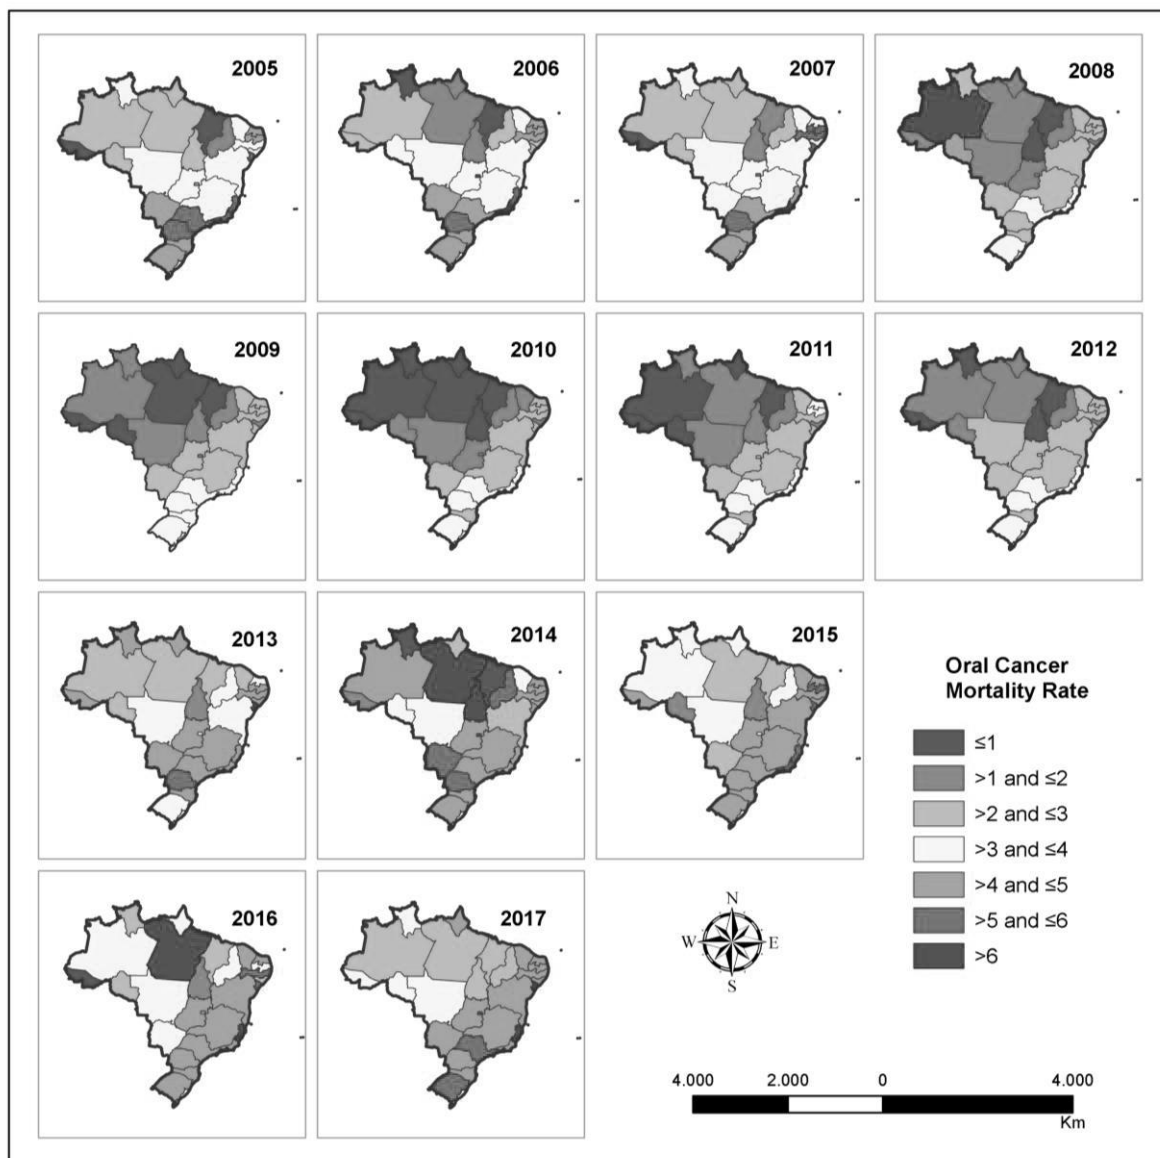 2005
2006
2007
2008
2009
2010
2011
2012
2013
2014
2015
Oral Cancer
Mortality Rate
≤1
>1 and ≤2
>2 and ≤3
>3 and ≤4
>4 and ≤5
>5 and ≤6
>6
2016
2017
N
W
E
S
4.000 2.000 0 4.000
Km